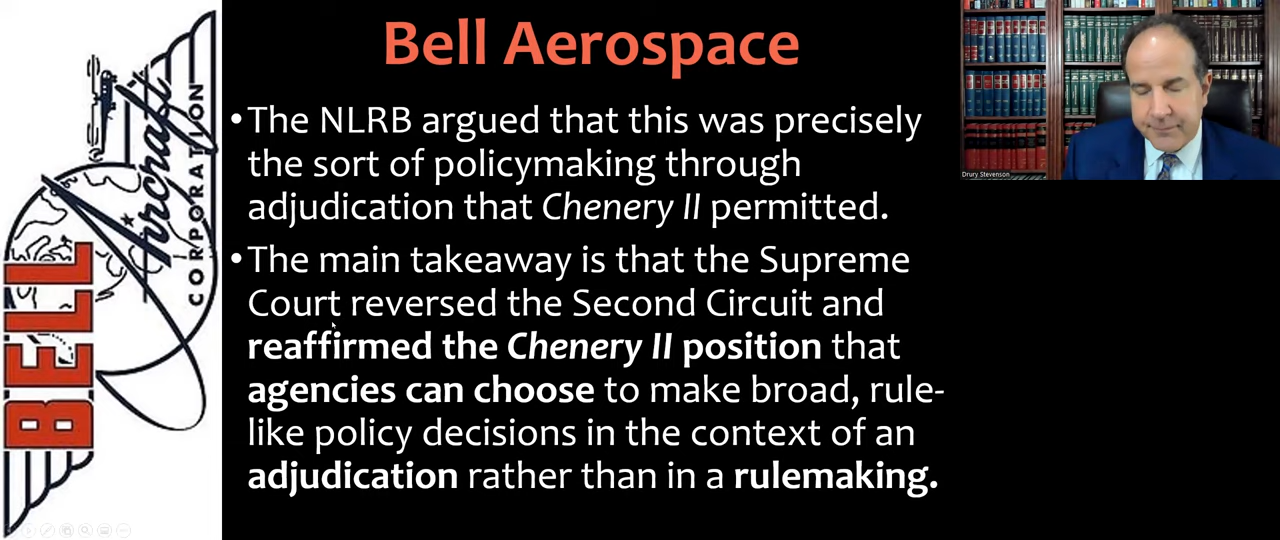 Bell Aerospace
•The NLRB argued that this was precisely
the sort of policymaking through
adjudication that Chenery II permitted.
•The main takeaway is that the Supreme
Court reversed the Second Circuit and
reaffirmed the Chenery II position that
agencies can choose to make broad, rule-
like policy decisions in the context of an
adjudication rather than in a rulemaking.
BELL
Aircraft
CORPORATION
Drury Stevenson